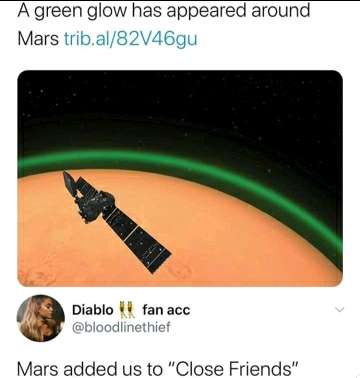 A green glow has appeared around
Mars trib.al/82V46gu
Diablo 👯 fan acc
@bloodlinethief
Mars added us to "Close Friends"